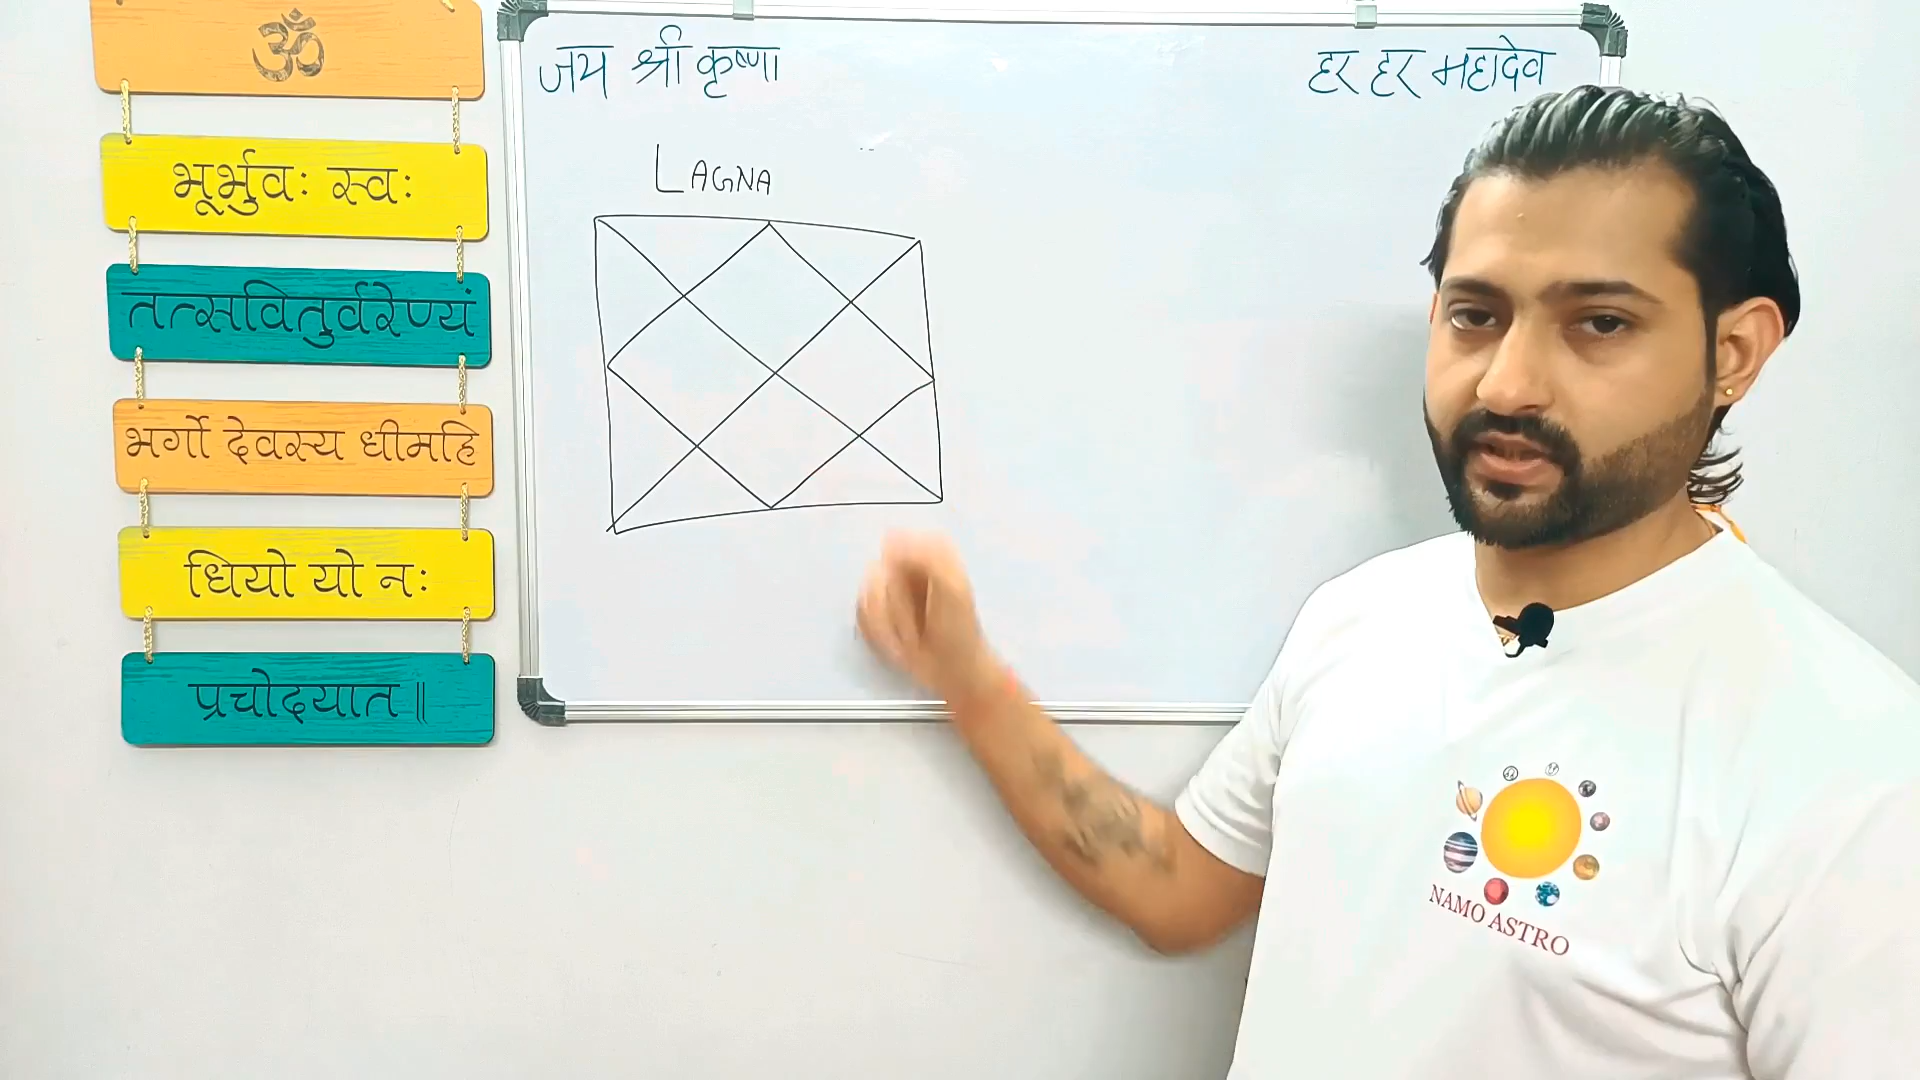 ॐ
भूर्भुवः स्वः
तत्सवितुर्वरेण्यं
भर्गो देवस्य धीमहि
धियो यो नः
प्रचोदयात॥
जय श्री कृष्णा
हर हर महादेव
LAGNA
NAMO ASTRO